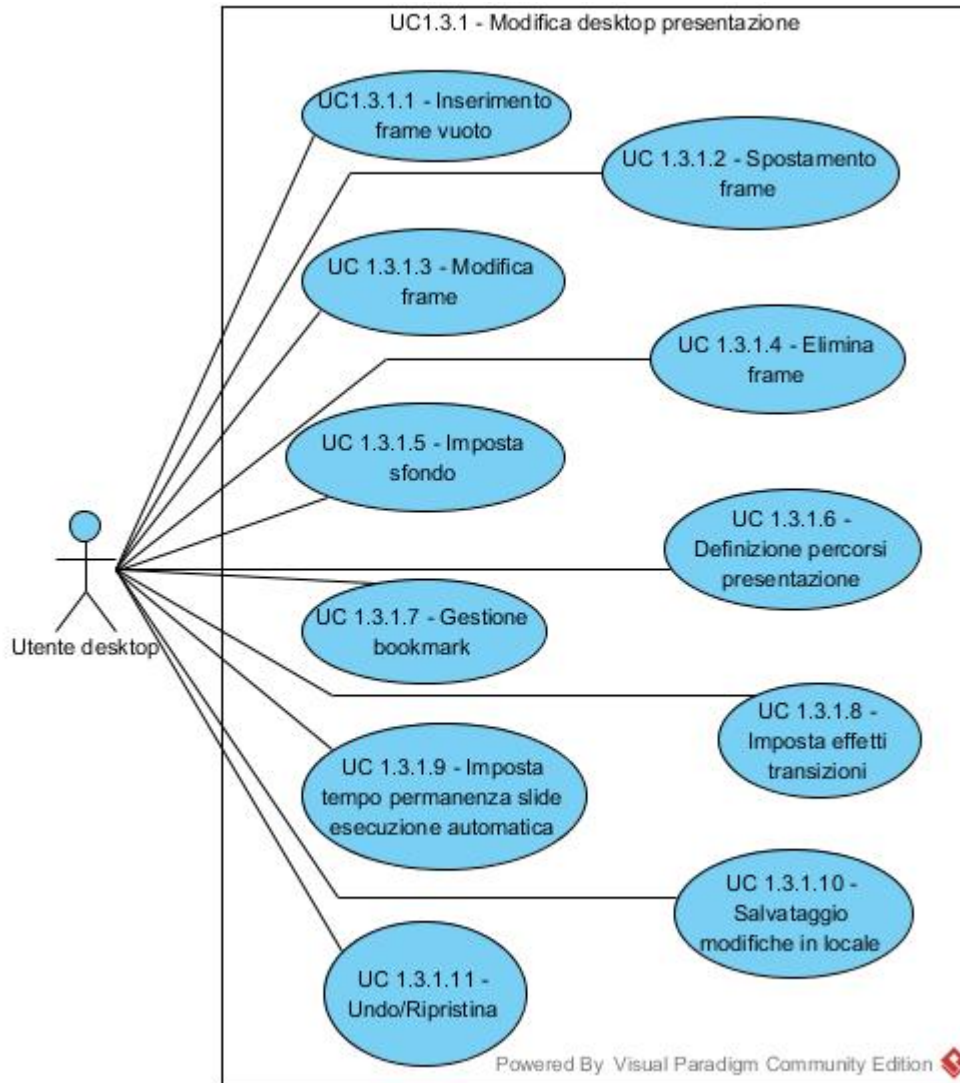 UC1.3.1 - Modifica desktop presentazione
UC1.3.1.1 - Inserimento
frame vuoto
UC 1.3.1.2 - Spostamento
frame
UC 1.3.1.3 - Modifica
frame
UC 1.3.1.4 - Elimina
frame
UC 1.3.1.5 - Imposta
sfondo
UC 1.3.1.6 -
Definizione percorsi
presentazione
UC 1.3.1.7 - Gestione
bookmark
Utente desktop
UC 1.3.1.8 -
Imposta effetti
transizioni
UC 1.3.1.9 - Imposta
tempo permanenza slide
esecuzione automatica
UC 1.3.1.10 -
Salvataggio
modifiche in locale
UC 1.3.1.11 -
Undo/Ripristina
Powered By Visual Paradigm Community Edition